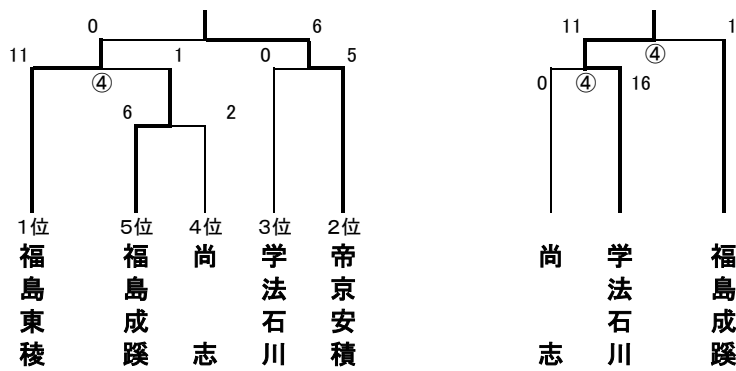 0 6 11 1
11 1 0 5 ④
④ 0 ④ 16
6 2
1位 5位 4位 3位 2位
福島東稜
福島成蹊
尚志
学法石川
帝京安積
尚志
学法石川
福島成蹊